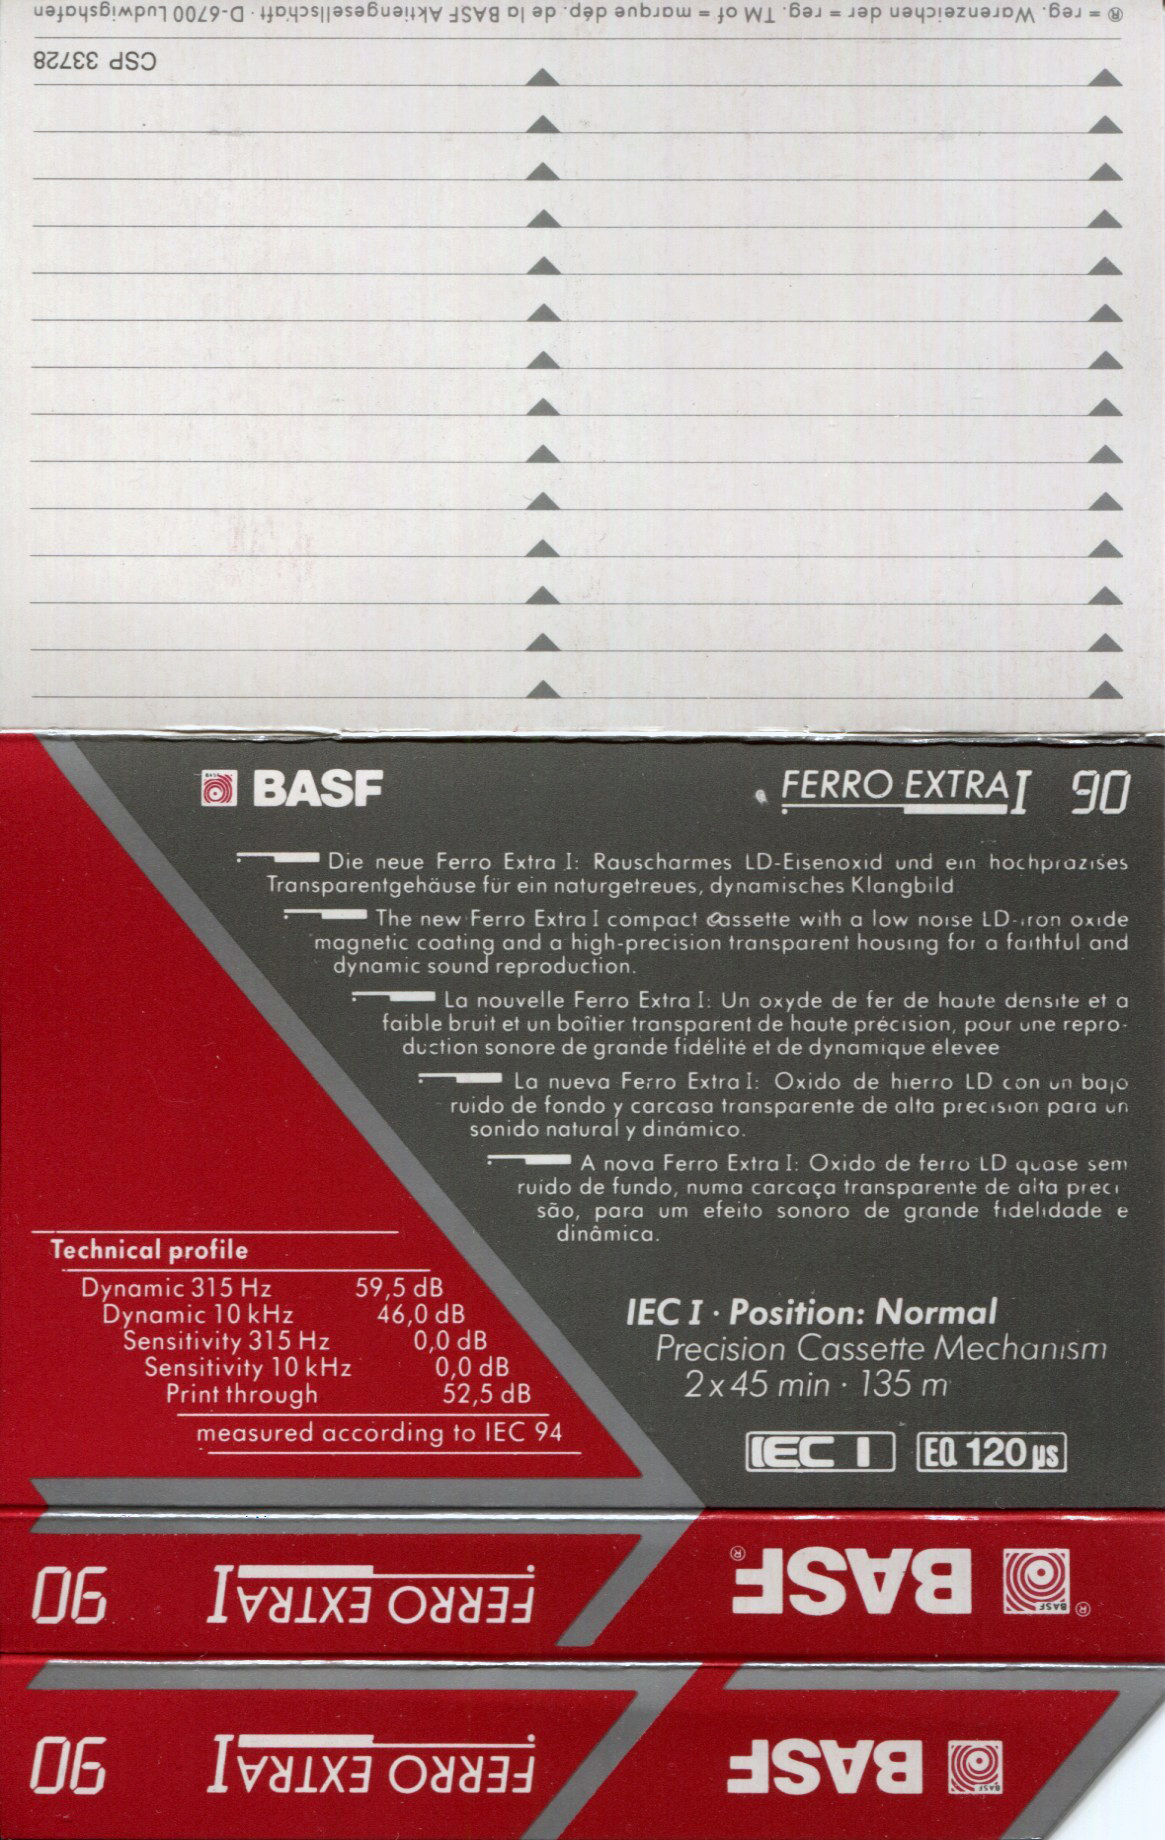 ® = reg. Warenzeichen der = reg. TM of = marque dép. de la BASF Aktiengesellschaft · D-6700 Ludwigshafen
CSP 33728
BASF
FERRO EXTRA I 90
Die neue Ferro Extra I: Rauscharmes LD-Eisenoxid und ein hochprazises
Transparentgehäuse für ein naturgetreues, dynamisches Klangbild
The new Ferro Extra I compact cassette with a low noise LD-iron oxide
magnetic coating and a high-precision transparent housing for a faithful and
dynamic sound reproduction.
La nouvelle Ferro Extra I: Un oxyde de fer de haute densite et a
faible bruit et un boîtier transparent de haute précision, pour une repro-
duction sonore de grande fidélité et de dynamique élevee
La nueva Ferro Extra I: Oxido de hierro LD con un bajo
ruido de fondo y carcasa transparente de alta precision para un
sonido natural y dinámico.
A nova Ferro Extra I: Oxido de ferro LD quase sem
ruído de fundo, numa carcaça transparente de alta preci
são, para um efeito sonoro de grande fidelidade e
dinâmica.
Technical profile
Dynamic 315 Hz 59,5 dB
Dynamic 10 kHz 46,0 dB
Sensitivity 315 Hz 0,0 dB
Sensitivity 10 kHz 0,0 dB
Print through 52,5 dB
measured according to IEC 94
IEC I · Position: Normal
Precision Cassette Mechanism
2 x 45 min · 135 m
IEC I EQ 120 µs
BASF ® BASF ® FERRO EXTRA I 90
BASF BASF FERRO EXTRA I 90